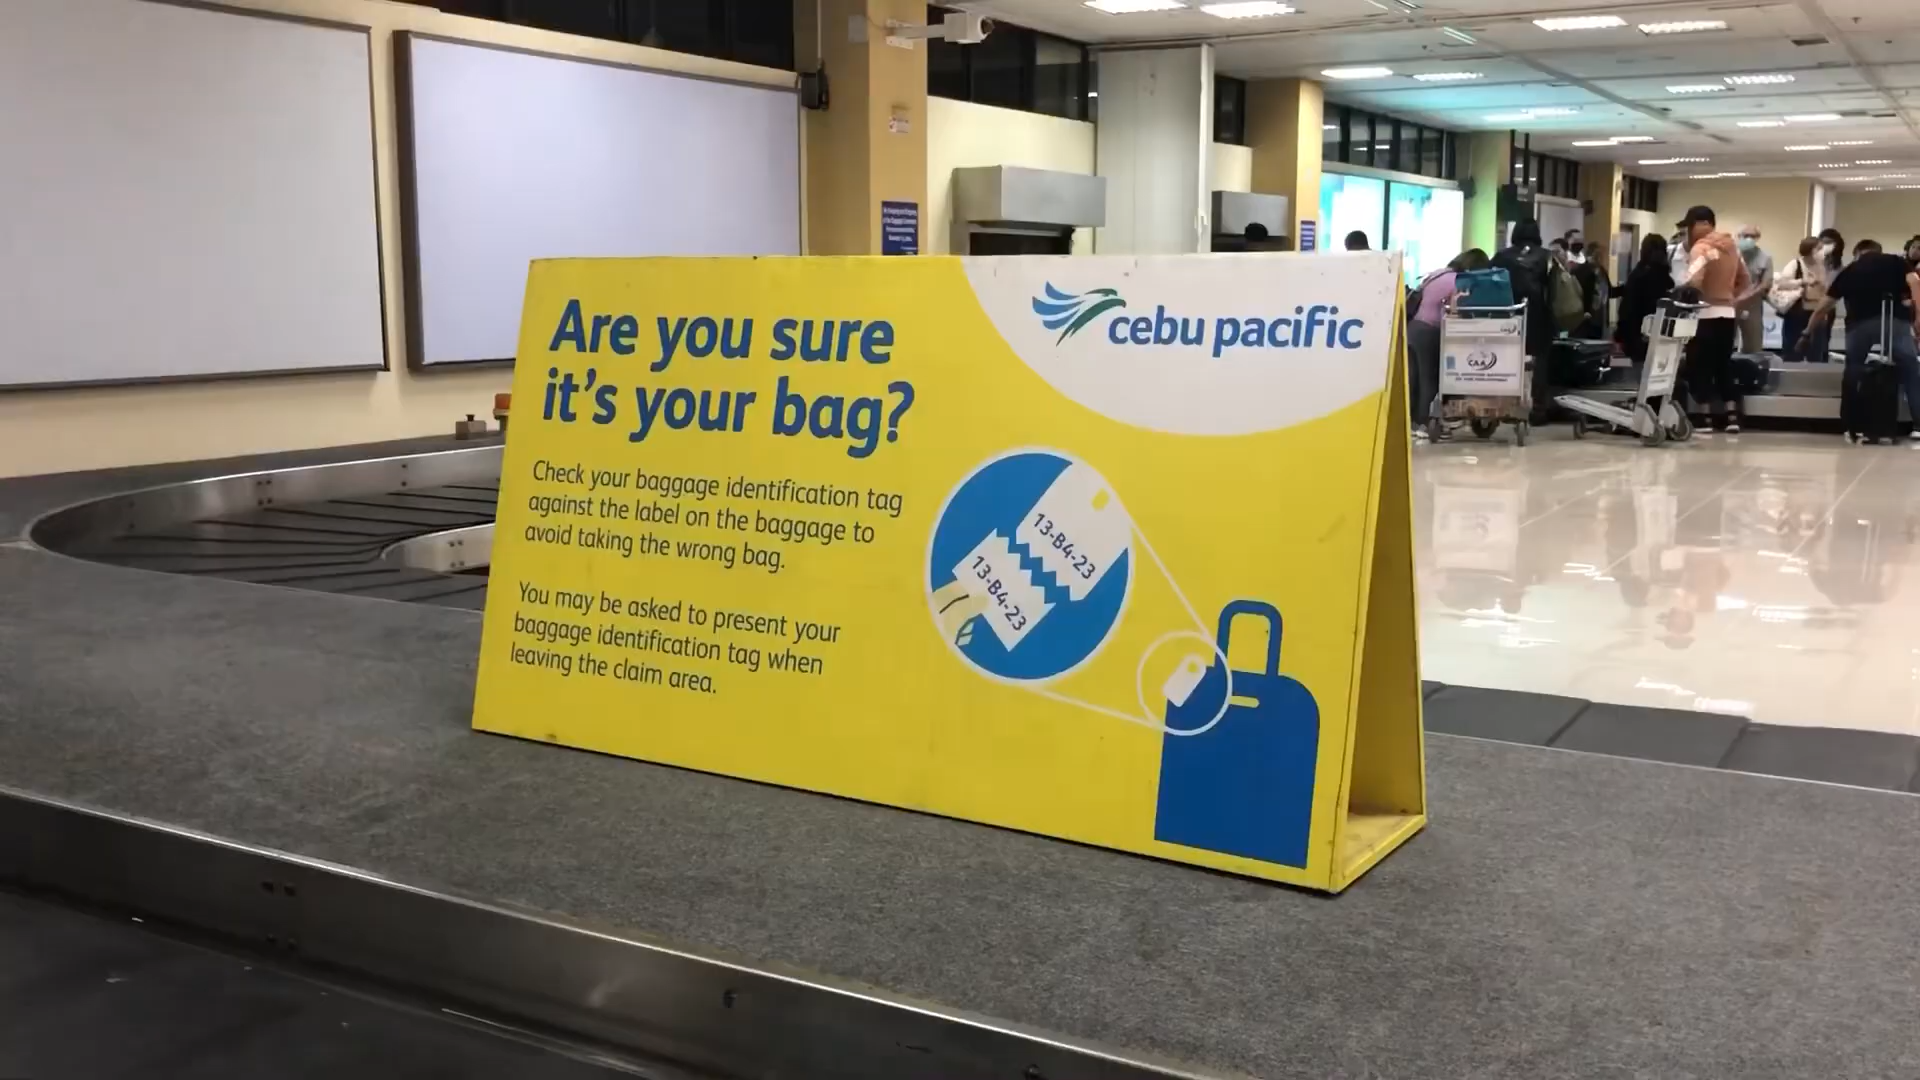 Are you sure
it's your bag?
cebu pacific
Check your baggage identification tag
against the label on the baggage to
avoid taking the wrong bag.
You may be asked to present your
baggage identification tag when
leaving the claim area.
13-B4-23
13-B4-23
CAA